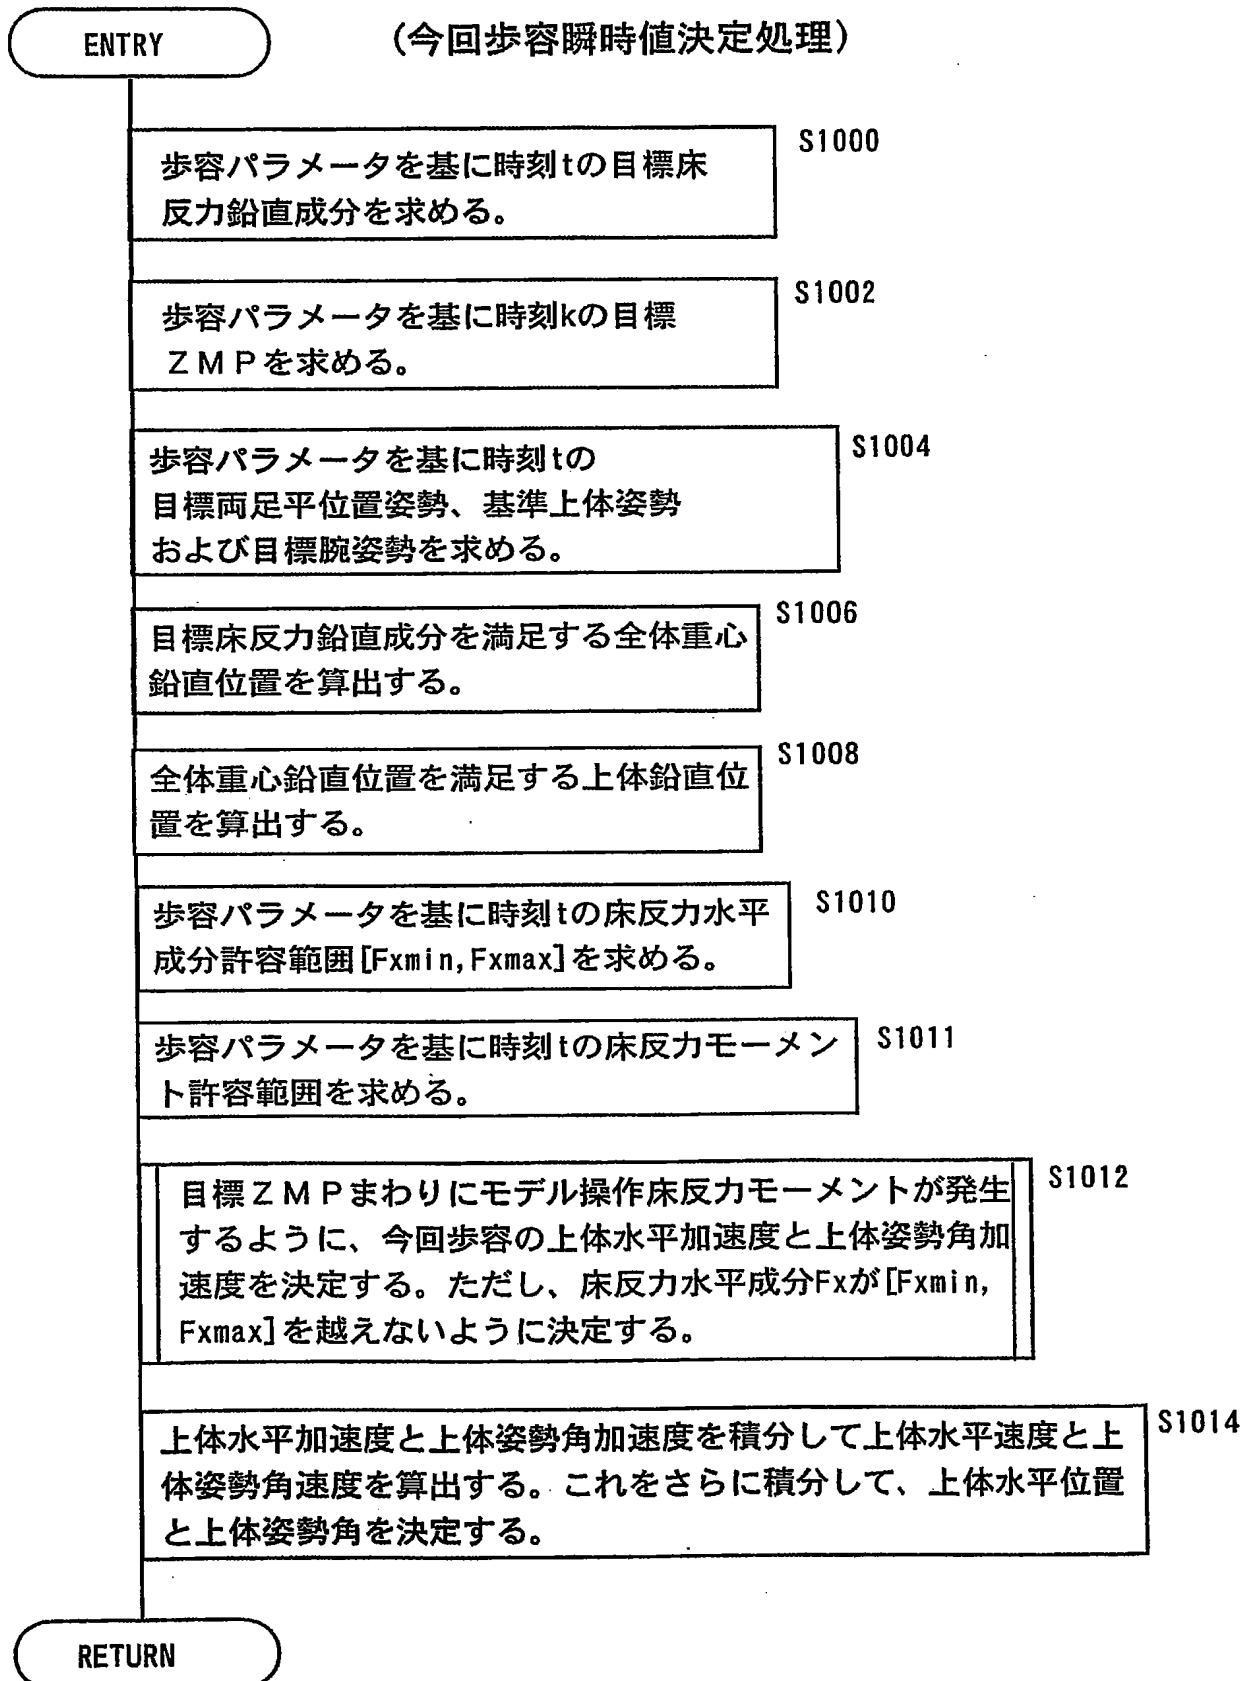 ENTRY
(今回歩容瞬時値決定処理)
S1000
歩容パラメータを基に時刻tの目標床
反力鉛直成分を求める。
S1002
歩容パラメータを基に時刻kの目標
ZMPを求める。
S1004
歩容パラメータを基に時刻tの
目標両足平位置姿勢、基準上体姿勢
および目標腕姿勢を求める。
S1006
目標床反力鉛直成分を満足する全体重心
鉛直位置を算出する。
S1008
全体重心鉛直位置を満足する上体鉛直位
置を算出する。
S1010
歩容パラメータを基に時刻tの床反力水平
成分許容範囲[Fxmin,Fxmax]を求める。
S1011
歩容パラメータを基に時刻tの床反力モーメン
ト許容範囲を求める。
S1012
目標ZMPまわりにモデル操作床反力モーメントが発生
するように、今回歩容の上体水平加速度と上体姿勢角加
速度を決定する。ただし、床反力水平成分Fxが[Fxmin,
Fxmax]を越えないように決定する。
S1014
上体水平加速度と上体姿勢角加速度を積分して上体水平速度と上
体姿勢角速度を算出する。これをさらに積分して、上体水平位置
と上体姿勢角を決定する。
RETURN